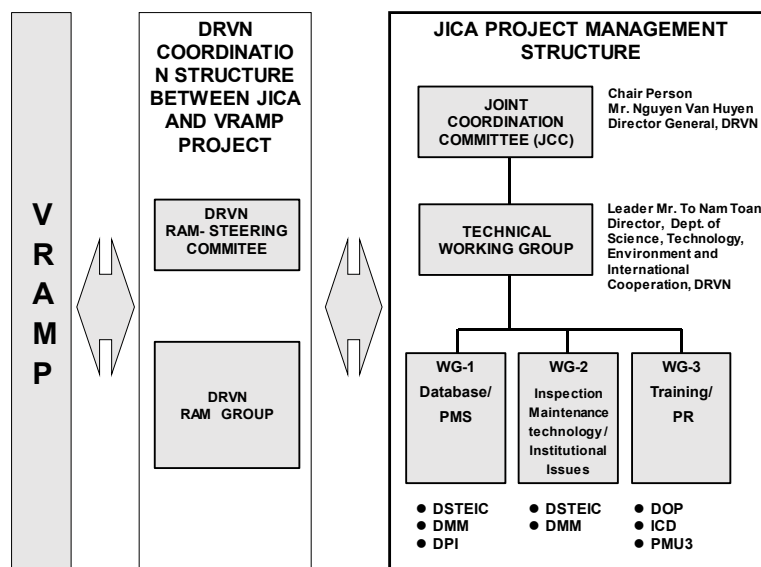 V
R
A
M
P
DRVN
COORDINATIO
N STRUCTURE
BETWEEN JICA
AND VRAMP
PROJECT
DRVN
RAM- STEERING
COMMITEE
DRVN
RAM GROUP
JICA PROJECT MANAGEMENT
STRUCTURE
JOINT
COORDINATION
COMMITTEE (JCC)
Chair Person
Mr. Nguyen Van Huyen
Director General, DRVN
TECHNICAL
WORKING GROUP
Leader Mr. To Nam Toan
Director, Dept. of
Science, Technology,
Environment and
International
Cooperation, DRVN
WG-1
Database/
PMS
WG-2
Inspection
Maintenance
technology/
Institutional
Issues
WG-3
Training/
PR
● DSTEIC
● DMM
● DPI
● DSTEIC
● DMM
● DOP
● ICD
● PMU3